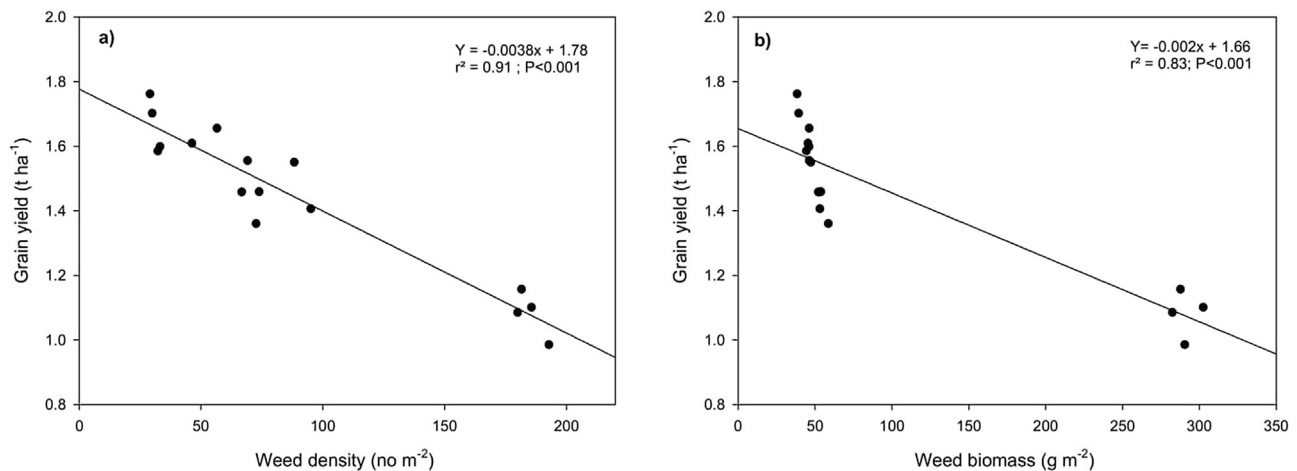 a)
Y = -0.0038x + 1.78
r² = 0.91 ; P<0.001
2.0
1.8
1.6
1.4
1.2
1.0
0.8
Grain yield (t ha⁻¹)
0 50 100 150 200
Weed density (no m⁻²)
b)
Y= -0.002x + 1.66
r² = 0.83; P<0.001
2.0
1.8
1.6
1.4
1.2
1.0
0.8
Grain yield (t ha⁻¹)
0 50 100 150 200 250 300 350
Weed biomass (g m⁻²)